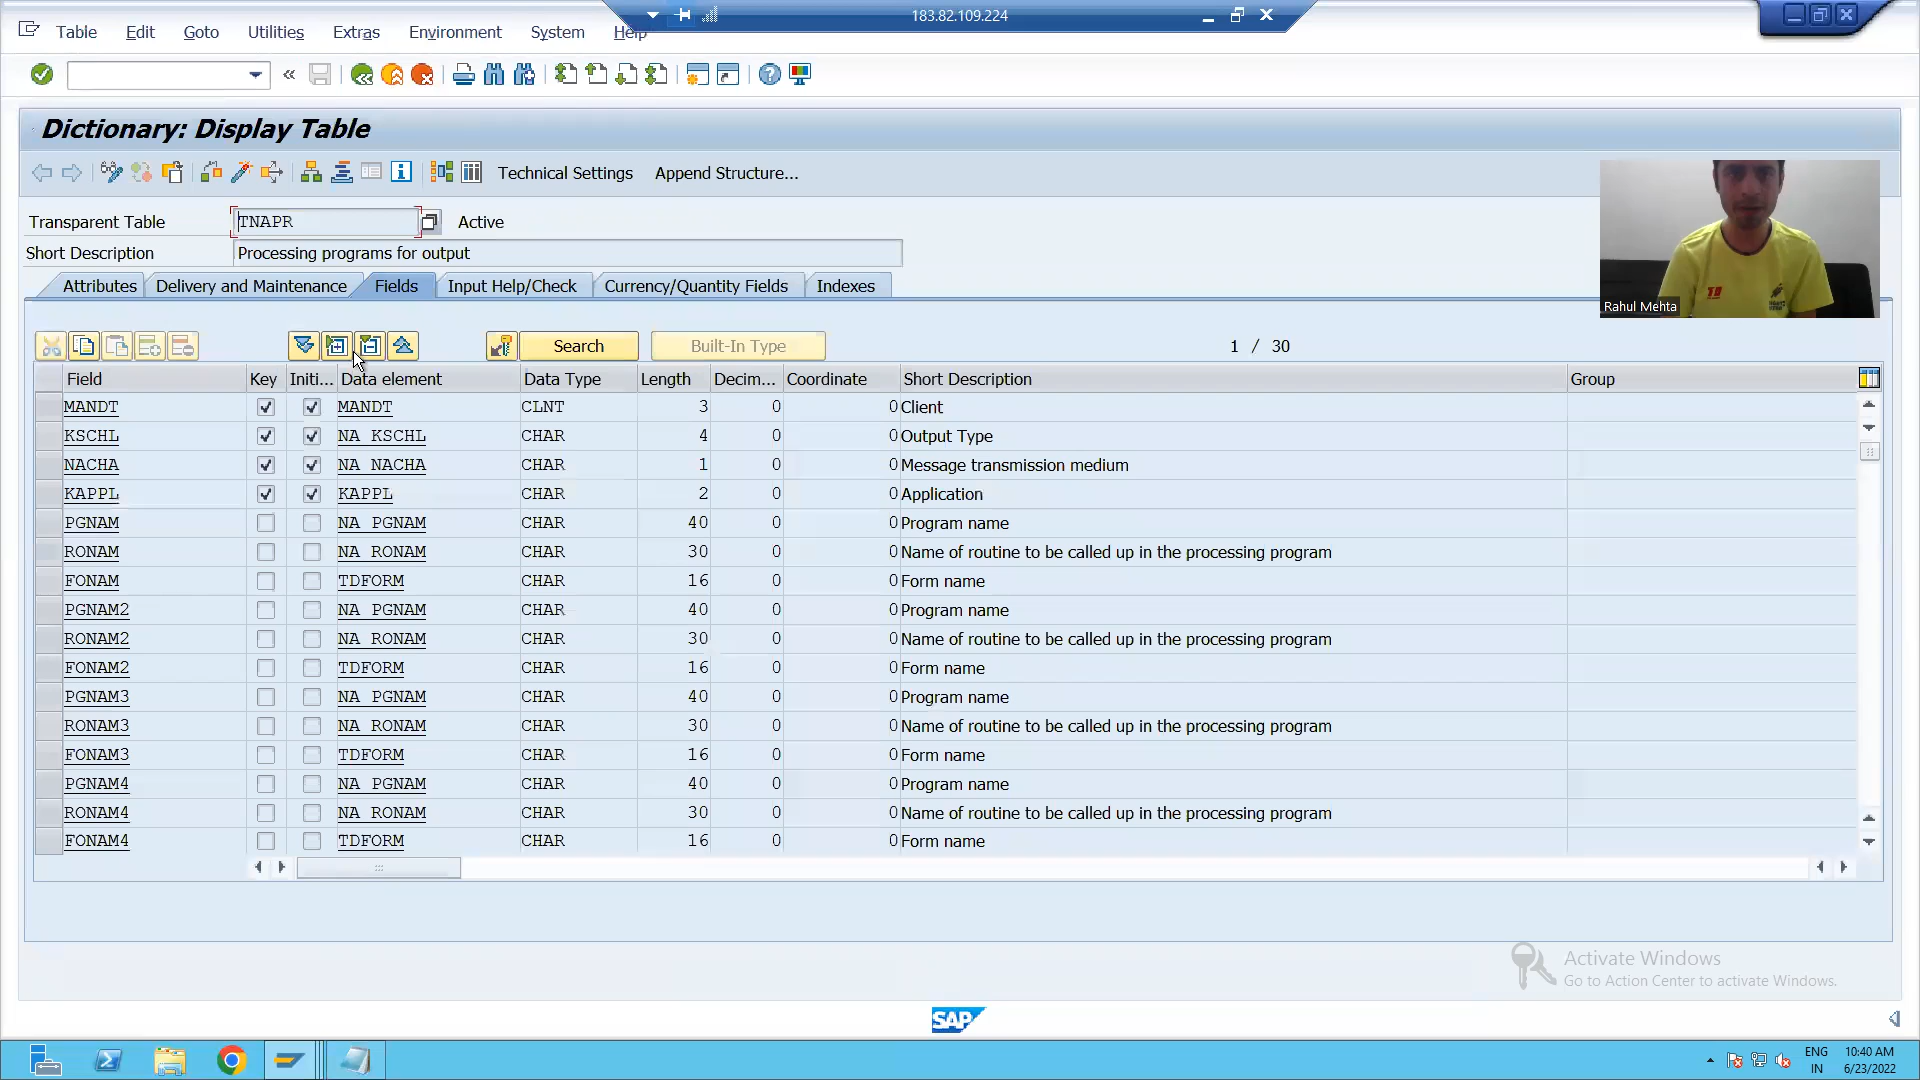 183.82.109.224
Table Edit Goto Utilities Extras Environment System Help
Dictionary: Display Table
Technical Settings Append Structure...
Transparent Table TNAPR Active
Short Description Processing programs for output
Attributes Delivery and Maintenance Fields Input Help/Check Currency/Quantity Fields Indexes
Rahul Mehta
Search Built-In Type 1 / 30
Field Key Initi... Data element Data Type Length Decim... Coordinate Short Description Group
MANDT MANDT CLNT 3 0 0 Client
KSCHL NA_KSCHL CHAR 4 0 0 Output Type
NACHA NA_NACHA CHAR 1 0 0 Message transmission medium
KAPPL KAPPL CHAR 2 0 0 Application
PGNAM NA_PGNAM CHAR 40 0 0 Program name
RONAM NA_RONAM CHAR 30 0 0 Name of routine to be called up in the processing program
FONAM TDFORM CHAR 16 0 0 Form name
PGNAM2 NA_PGNAM CHAR 40 0 0 Program name
RONAM2 NA_RONAM CHAR 30 0 0 Name of routine to be called up in the processing program
FONAM2 TDFORM CHAR 16 0 0 Form name
PGNAM3 NA_PGNAM CHAR 40 0 0 Program name
RONAM3 NA_RONAM CHAR 30 0 0 Name of routine to be called up in the processing program
FONAM3 TDFORM CHAR 16 0 0 Form name
PGNAM4 NA_PGNAM CHAR 40 0 0 Program name
RONAM4 NA_RONAM CHAR 30 0 0 Name of routine to be called up in the processing program
FONAM4 TDFORM CHAR 16 0 0 Form name
Activate Windows
Go to Action Center to activate Windows.
SAP
ENG 10:40 AM
IN 6/23/2022